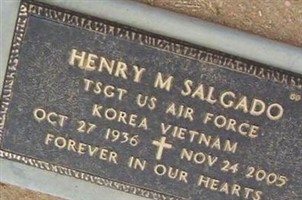 HENRY M SALGADO
TSGT US AIR FORCE
KOREA VIETNAM
OCT 27 1936 NOV 24 2005
FOREVER IN OUR HEARTS